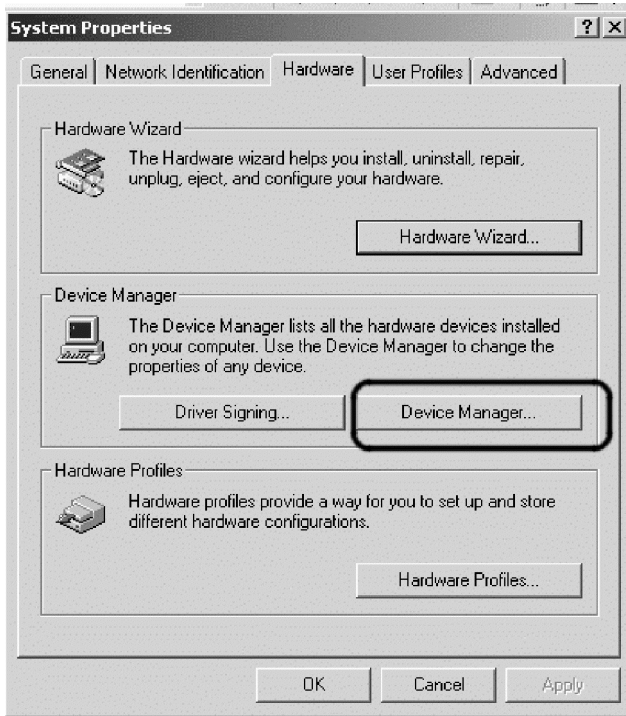 System Properties
? X
General Network Identification Hardware User Profiles Advanced
Hardware Wizard
The Hardware wizard helps you install, uninstall, repair,
unplug, eject, and configure your hardware.
Hardware Wizard...
Device Manager
The Device Manager lists all the hardware devices installed
on your computer. Use the Device Manager to change the
properties of any device.
Driver Signing... Device Manager...
Hardware Profiles
Hardware profiles provide a way for you to set up and store
different hardware configurations.
Hardware Profiles...
OK Cancel Apply